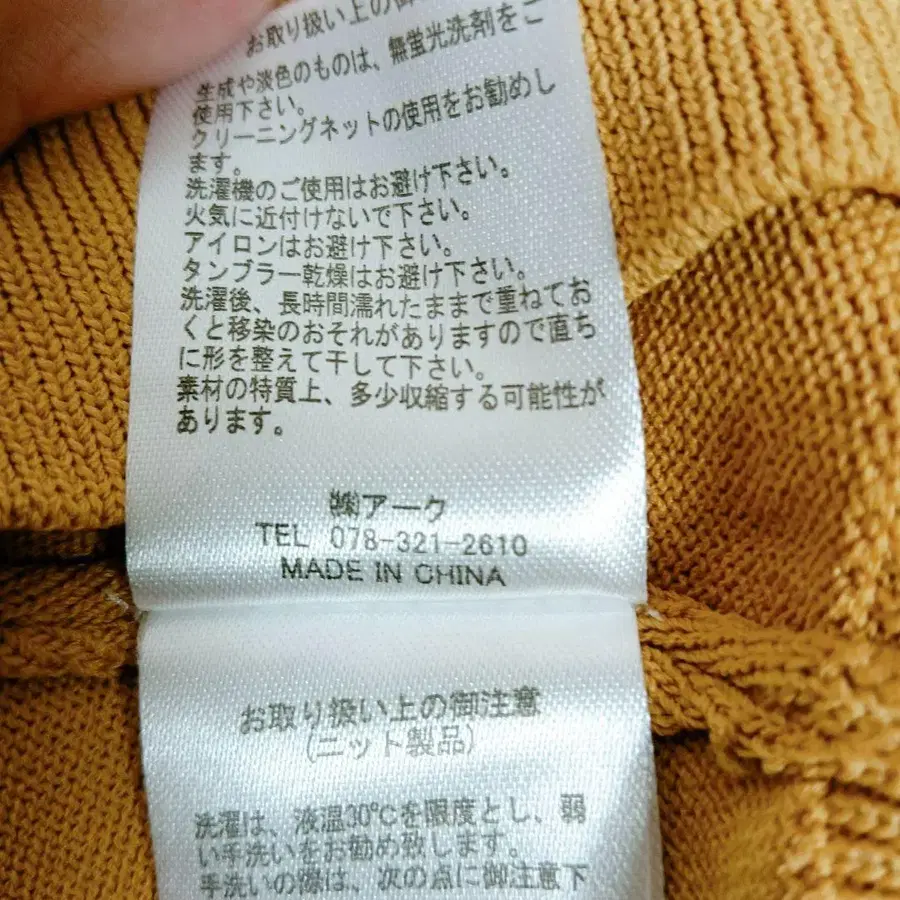 お取り扱い上の御
生成や淡色のものは、無蛍光洗剤をご
使用下さい。
クリーニングネットの使用をお勧めし
ます。
洗濯機のご使用はお避け下さい。
火気に近付けないで下さい。
アイロンはお避け下さい。
タンブラー乾燥はお避け下さい。
洗濯後、長時間濡れたままで重ねてお
くと移染のおそれがありますので直ち
に形を整えて干して下さい。
素材の特質上、多少収縮する可能性が
あります。
㈱アーク
TEL 078-321-2610
MADE IN CHINA
お取り扱い上の御注意
(ニット製品)
洗濯は、液温30℃を限度とし、弱
い手洗いをお勧め致します。
手洗いの際は、次の点に御注意下